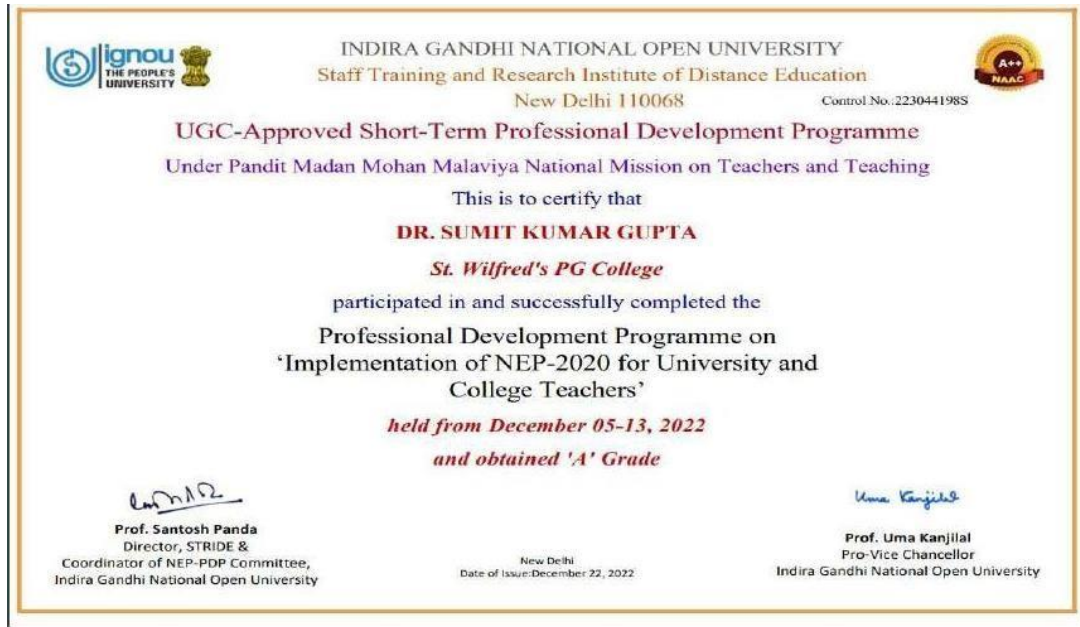 ignou
THE PEOPLE'S
UNIVERSITY
INDIRA GANDHI NATIONAL OPEN UNIVERSITY
Staff Training and Research Institute of Distance Education
New Delhi 110068
A++
NAAC
Control No.:223044198S
UGC-Approved Short-Term Professional Development Programme
Under Pandit Madan Mohan Malaviya National Mission on Teachers and Teaching
This is to certify that
DR. SUMIT KUMAR GUPTA
St. Wilfred's PG College
participated in and successfully completed the
Professional Development Programme on
‘Implementation of NEP-2020 for University and
College Teachers’
held from December 05-13, 2022
and obtained 'A' Grade
Prof. Santosh Panda
Director, STRIDE &
Coordinator of NEP-PDP Committee,
Indira Gandhi National Open University
New Delhi
Date of Issue:December 22, 2022
Uma Kanjilal
Prof. Uma Kanjilal
Pro-Vice Chancellor
Indira Gandhi National Open University